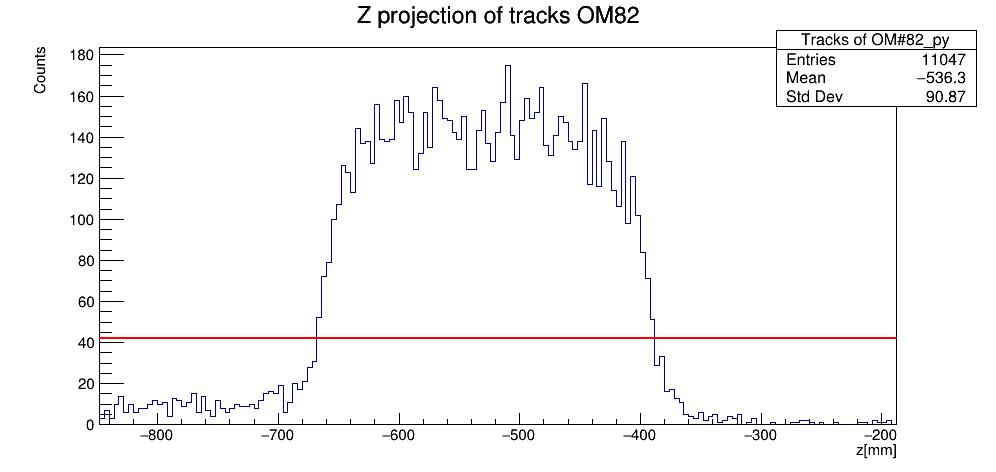 Z projection of tracks OM82
Tracks of OM#82_py
Entries 11047
Mean −536.3
Std Dev 90.87
Counts
180
160
140
120
100
80
60
40
20
0
−800 −700 −600 −500 −400 −300 −200
z[mm]